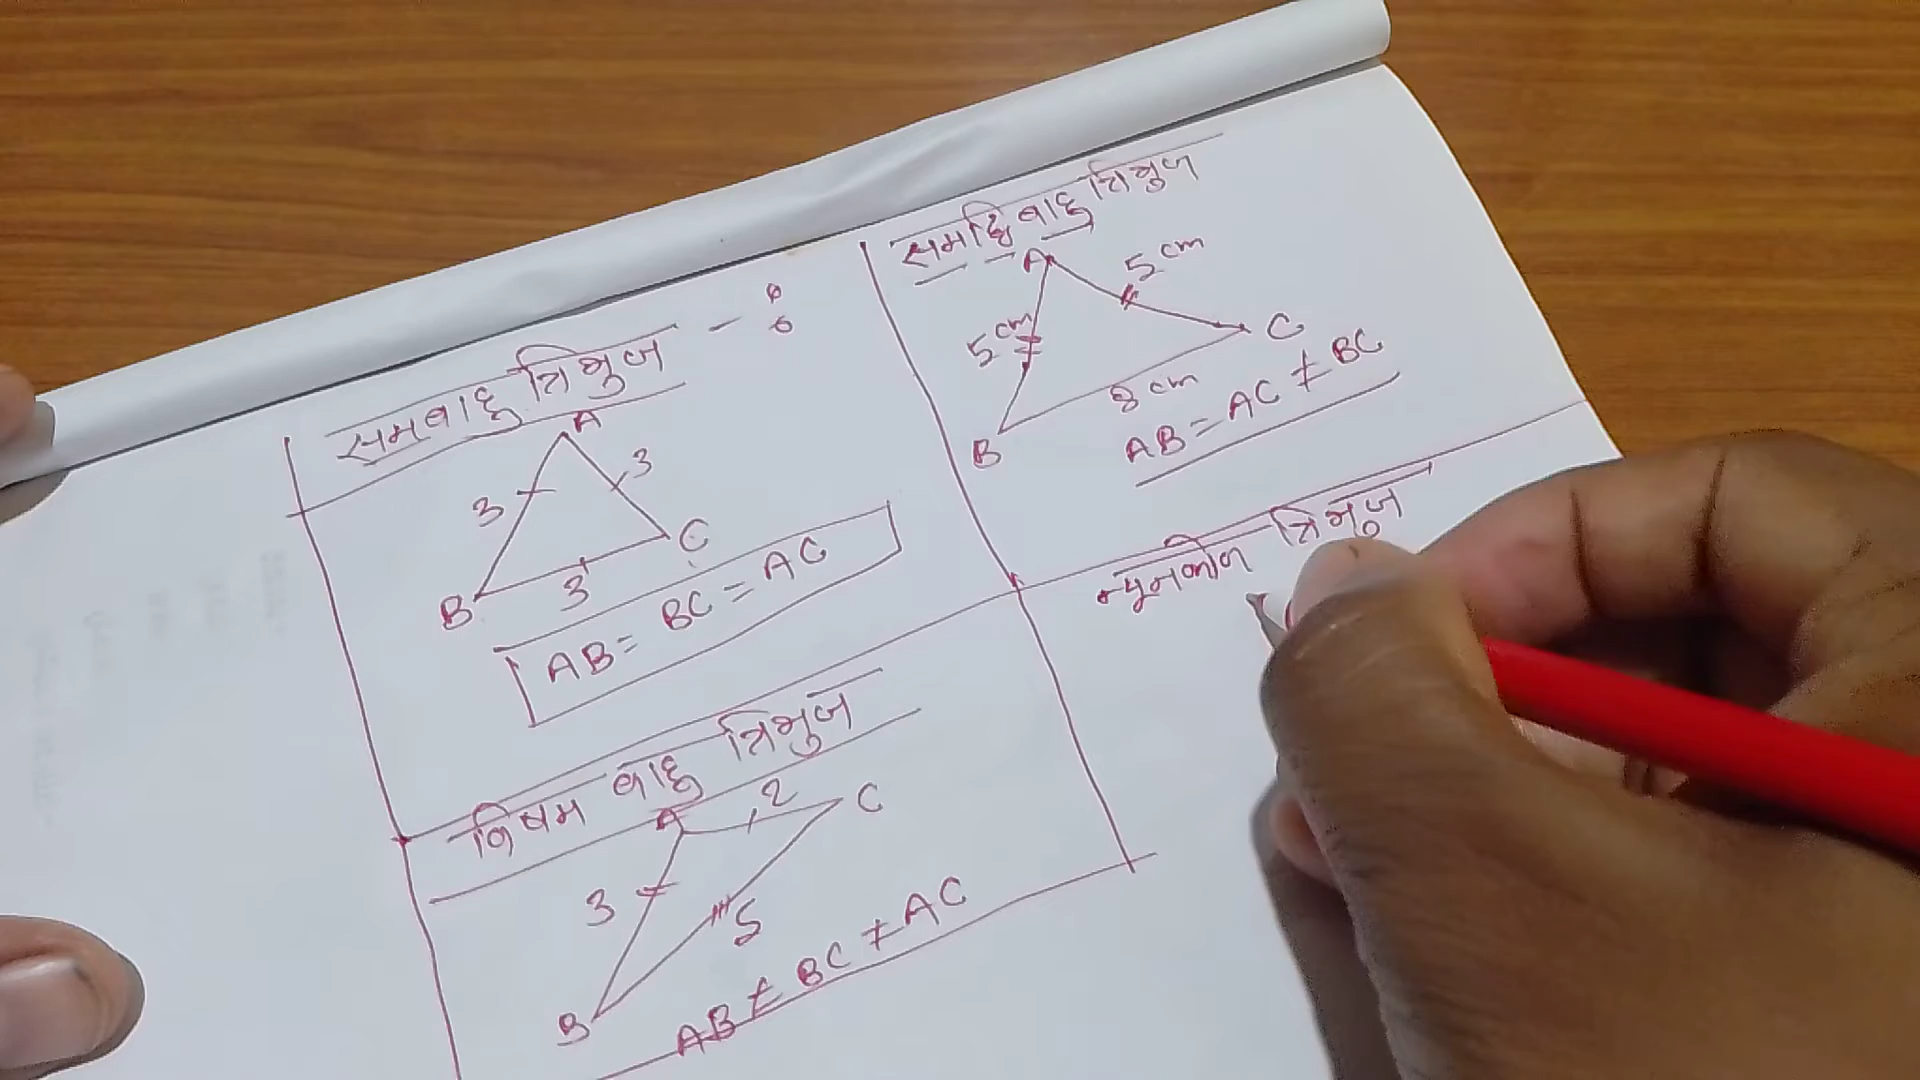 समबाहु त्रिभुज - :
A
3
3
B
C
3
AB = BC = AC
समद्विबाहु त्रिभुज
A
5 cm
5 cm
C
B
8 cm
AB = AC ≠ BC
विषम बाहु त्रिभुज
A
2
C
3
5
B
AB ≠ BC ≠ AC
न्यूनकोण त्रिभुज